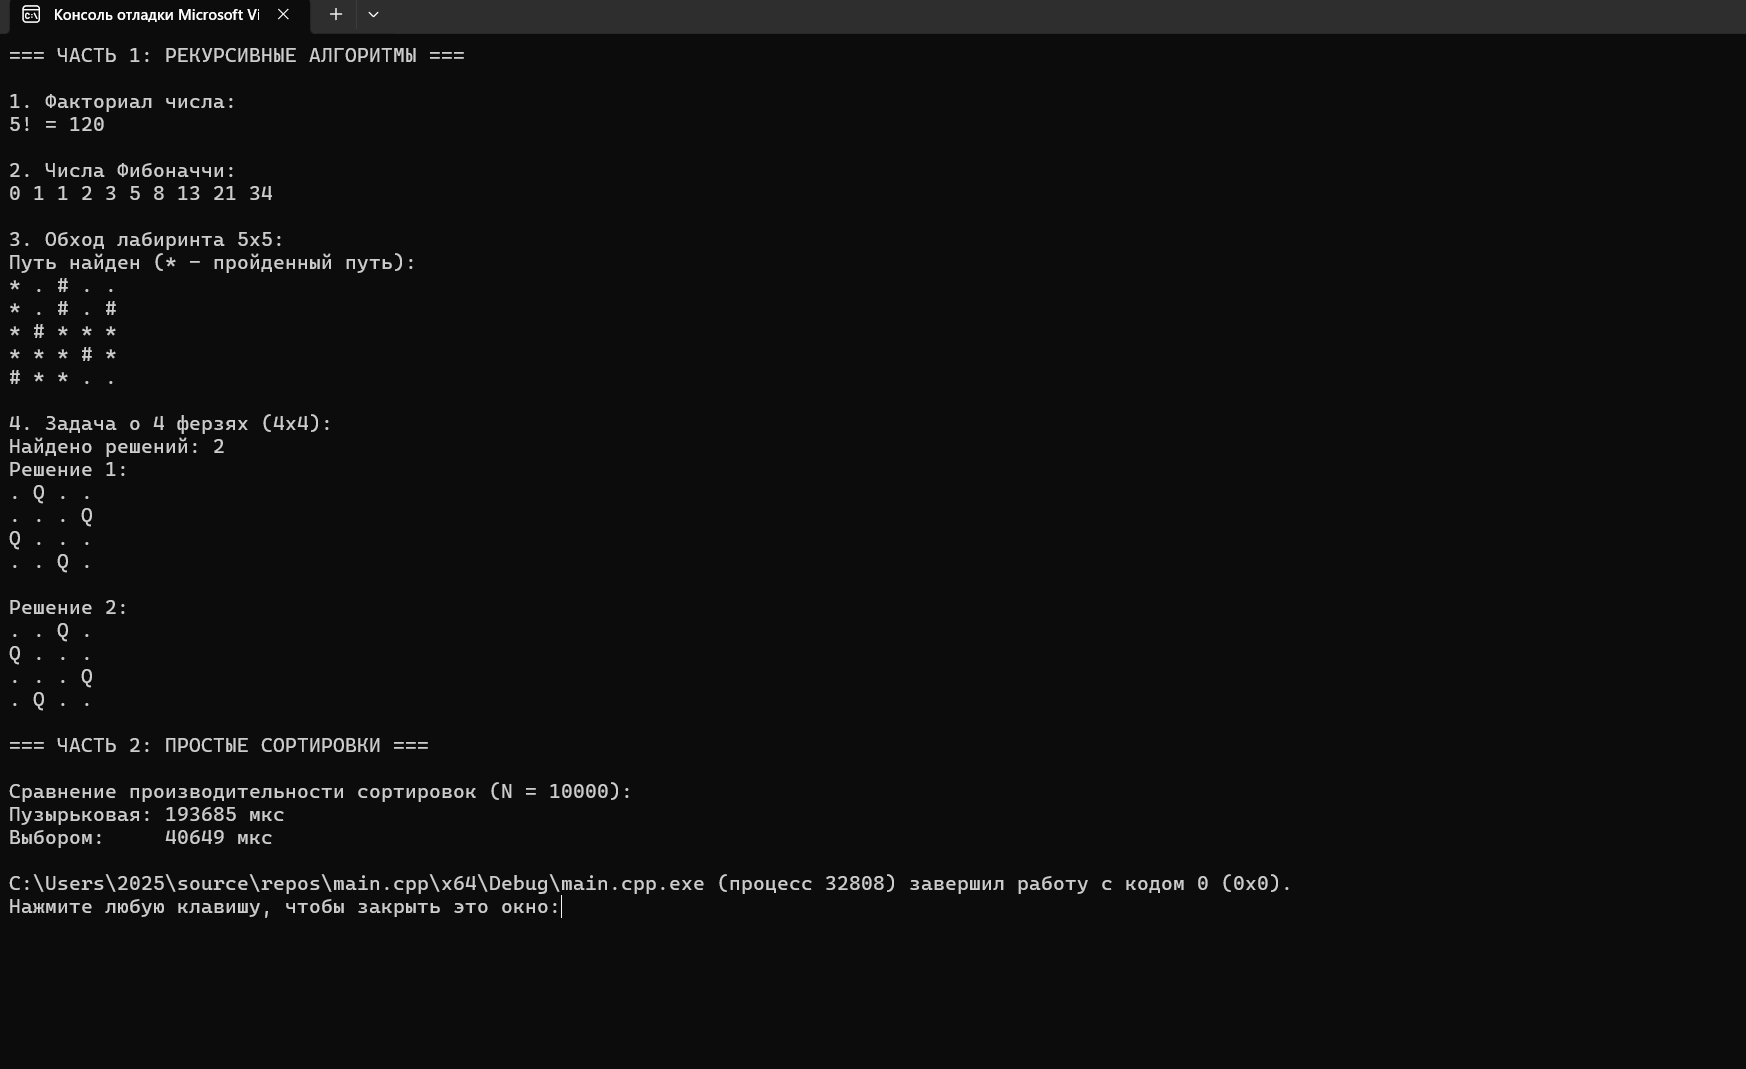 Консоль отладки Microsoft Vi
=== ЧАСТЬ 1: РЕКУРСИВНЫЕ АЛГОРИТМЫ ===
1. Факториал числа:
5! = 120
2. Числа Фибоначчи:
0 1 1 2 3 5 8 13 21 34
3. Обход лабиринта 5x5:
Путь найден (* - пройденный путь):
* . # . .
* . # . #
* # * * *
* * * # *
# * * . .
4. Задача о 4 ферзях (4x4):
Найдено решений: 2
Решение 1:
. Q . .
. . . Q
Q . . .
. . Q .
Решение 2:
. . Q .
Q . . .
. . . Q
. Q . .
=== ЧАСТЬ 2: ПРОСТЫЕ СОРТИРОВКИ ===
Сравнение производительности сортировок (N = 10000):
Пузырьковая: 193685 мкс
Выбором:     40649 мкс
C:\Users\2025\source\repos\main.cpp\x64\Debug\main.cpp.exe (процесс 32808) завершил работу с кодом 0 (0x0).
Нажмите любую клавишу, чтобы закрыть это окно: